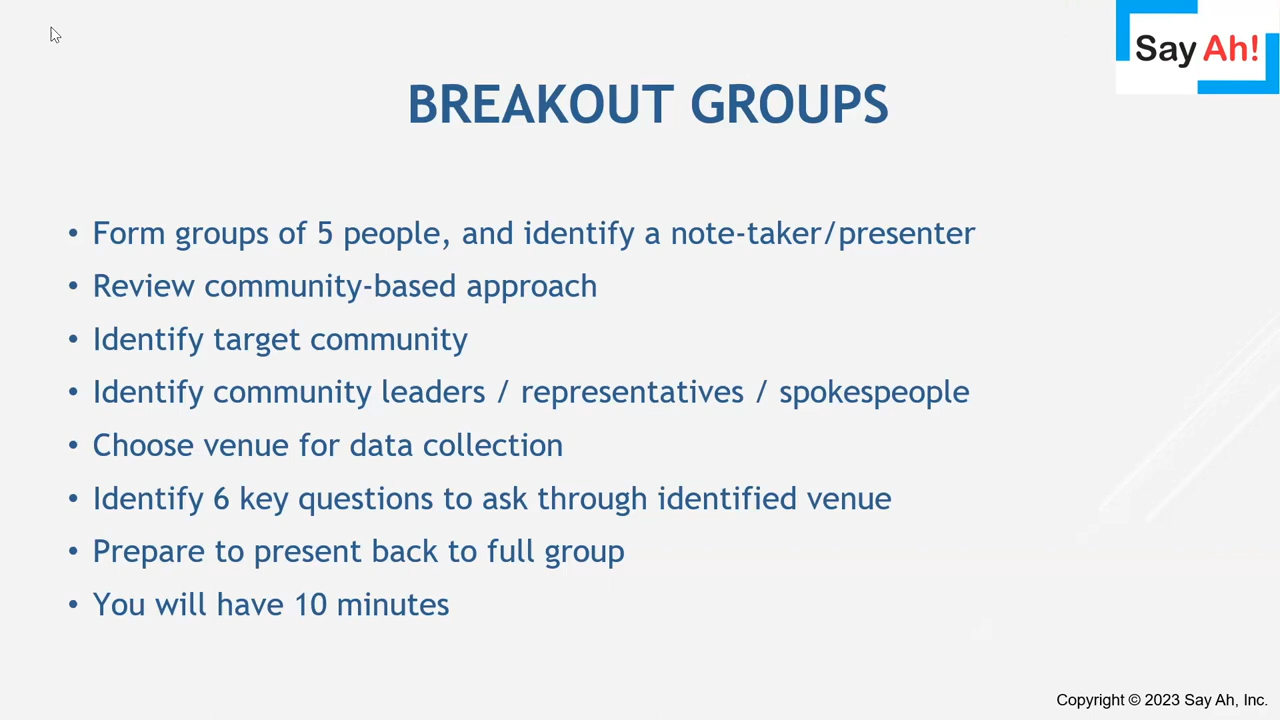 Say Ah!
BREAKOUT GROUPS
• Form groups of 5 people, and identify a note-taker/presenter
• Review community-based approach
• Identify target community
• Identify community leaders / representatives / spokespeople
• Choose venue for data collection
• Identify 6 key questions to ask through identified venue
• Prepare to present back to full group
• You will have 10 minutes
Copyright © 2023 Say Ah, Inc.